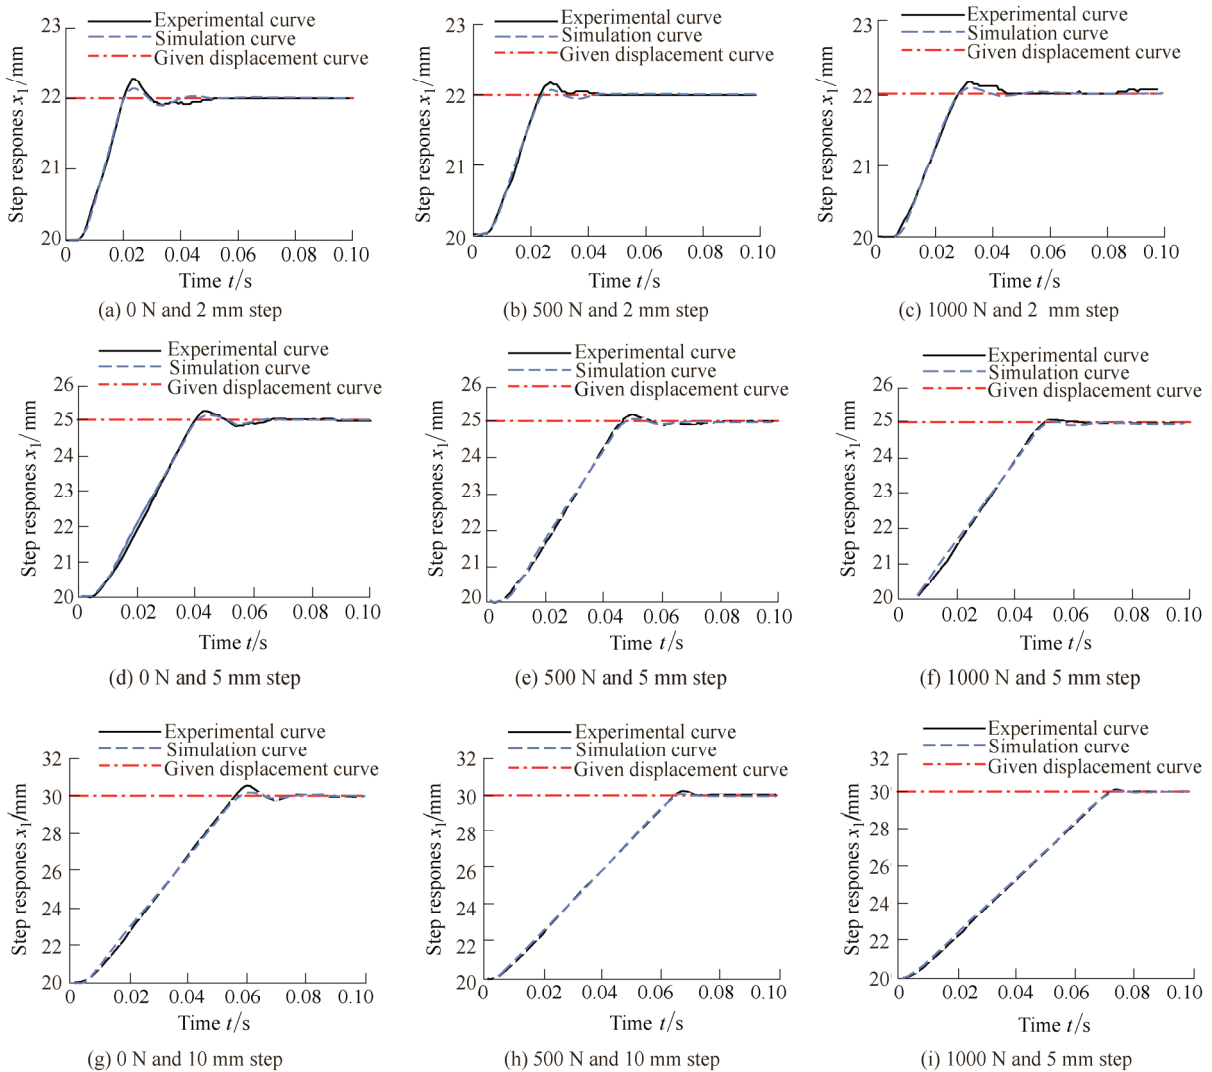 23
Experimental curve
Simulation curve
Given displacement curve
22
21
20
0
0.02
0.04
0.06
0.08
0.10
Step respones x1/mm
Time t/s
(a) 0 N and 2 mm step
23
Experimental curve
Simulation curve
Given displacement curve
22
21
20
0
0.02
0.04
0.06
0.08
0.10
Step respones x1/mm
Time t/s
(b) 500 N and 2 mm step
23
Experimental curve
Simulation curve
Given displacement curve
22
21
20
0
0.02
0.04
0.06
0.08
0.10
Step respones x1/mm
Time t/s
(c) 1000 N and 2 mm step
Experimental curve
Simulation curve
Given displacement curve
26
25
24
23
22
21
20
0
0.02
0.04
0.06
0.08
0.10
Step respones x1/mm
Time t/s
(d) 0 N and 5 mm step
Experimental curve
Simulation curve
Given displacement curve
26
25
24
23
22
21
20
0
0.02
0.04
0.06
0.08
0.10
Step respones x1/mm
Time t/s
(e) 500 N and 5 mm step
Experimental curve
Simulation curve
Given displacement curve
26
25
24
23
22
21
20
0
0.02
0.04
0.06
0.08
0.10
Step respones x1/mm
Time t/s
(f) 1000 N and 5 mm step
Experimental curve
Simulation curve
Given displacement curve
32
30
28
26
24
22
20
0
0.02
0.04
0.06
0.08
0.10
Step respones x1/mm
Time t/s
(g) 0 N and 10 mm step
Experimental curve
Simulation curve
Given displacement curve
32
30
28
26
24
22
20
0
0.02
0.04
0.06
0.08
0.10
Step respones x1/mm
Time t/s
(h) 500 N and 10 mm step
Experimental curve
Simulation curve
Given displacement curve
32
30
28
26
24
22
20
0
0.02
0.04
0.06
0.08
0.10
Step respones x1/mm
Time t/s
(i) 1000 N and 5 mm step